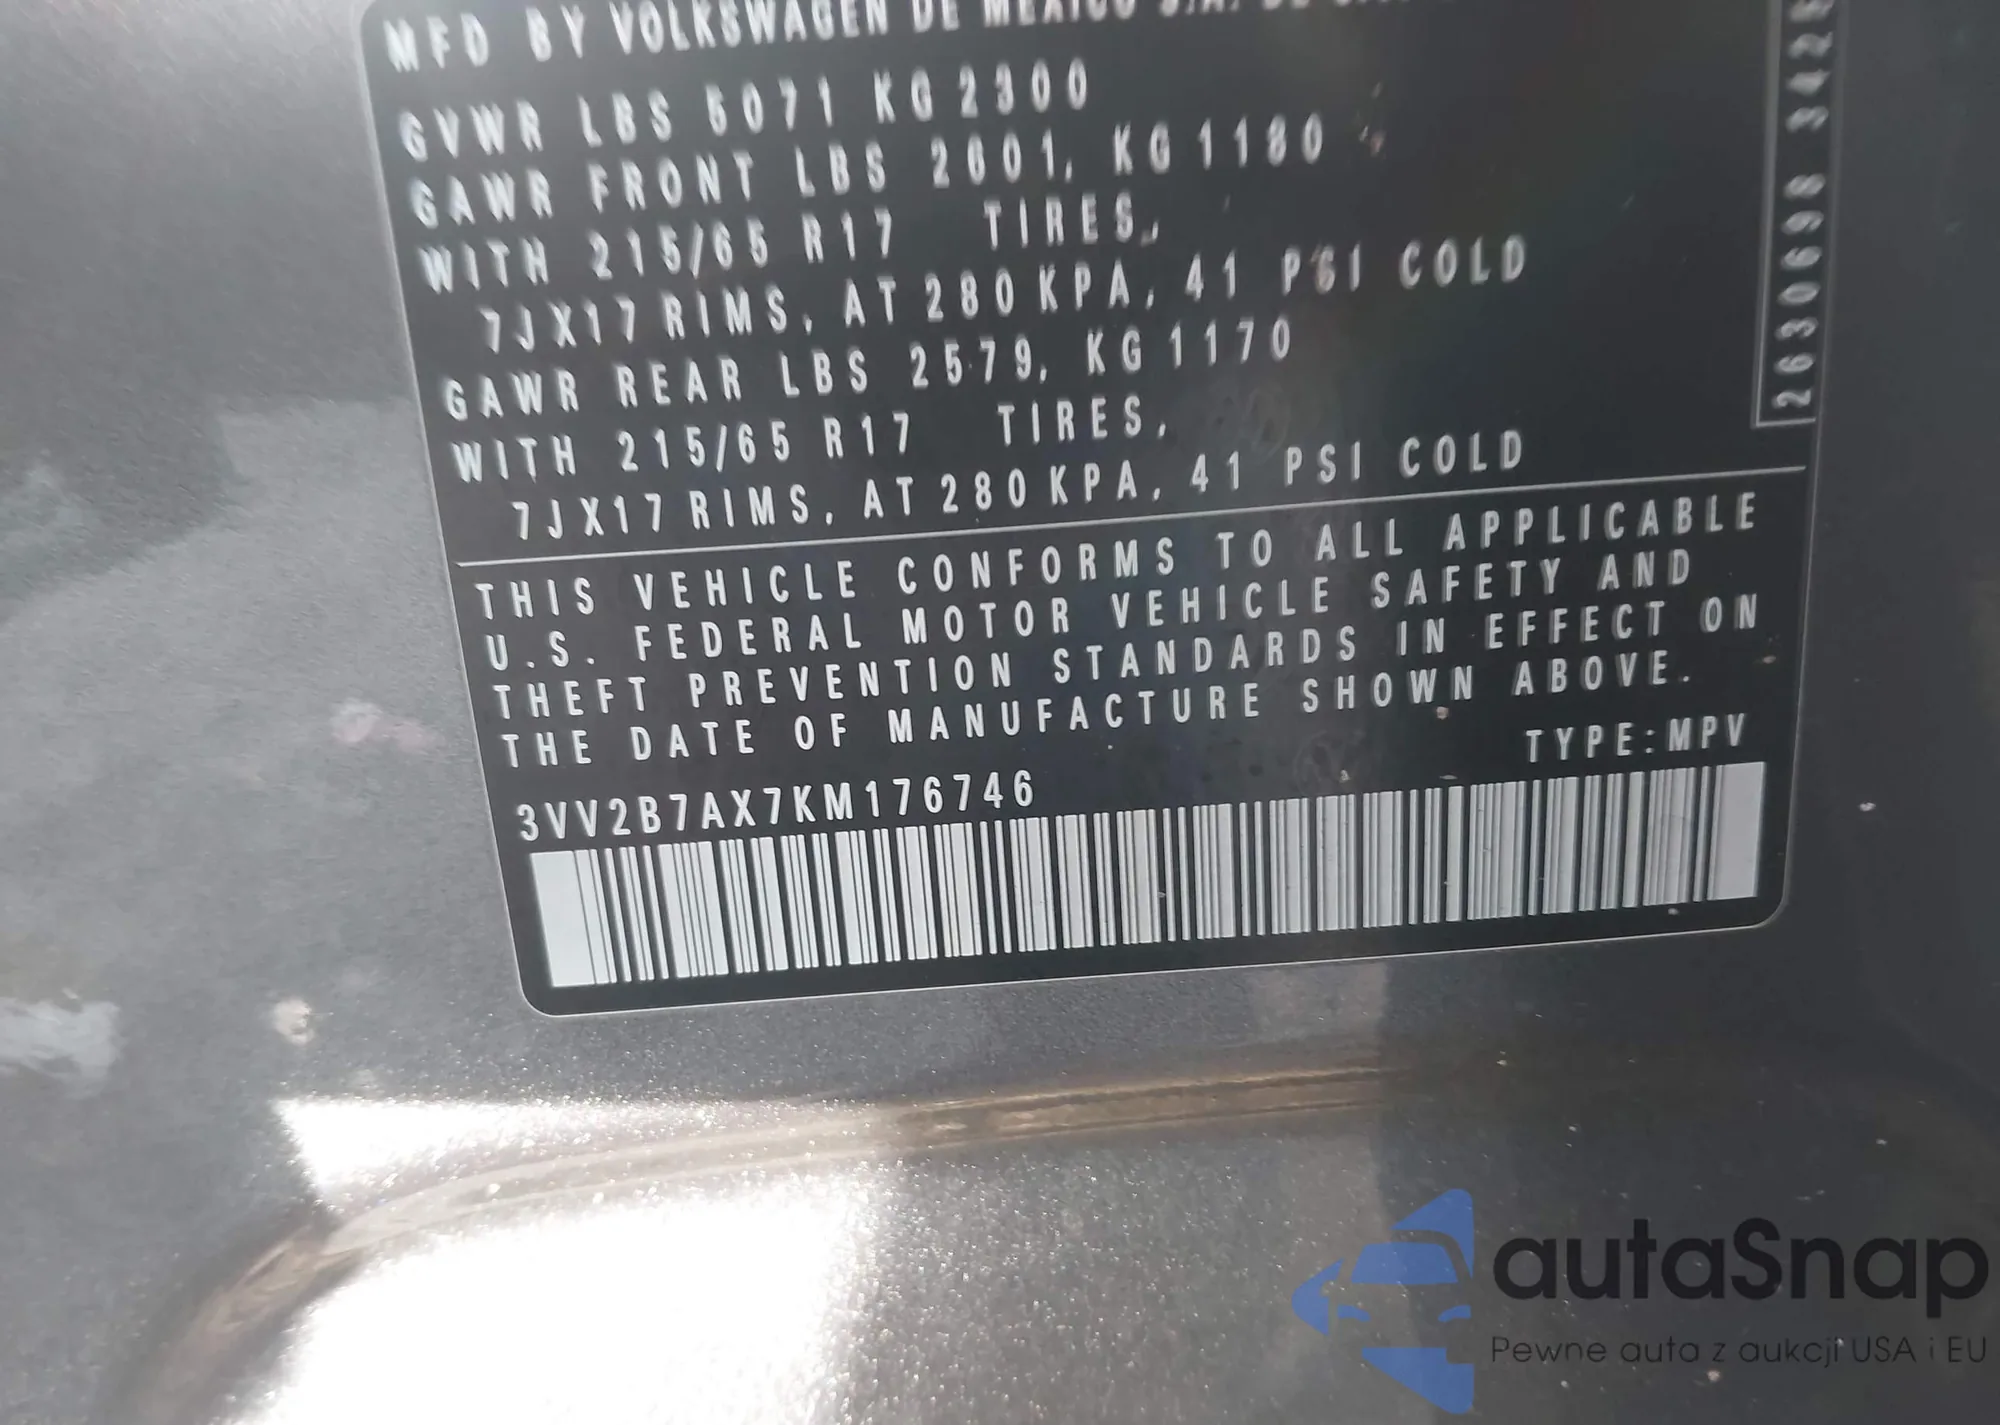 MFD BY VOLKSWAGEN DE MEXICO S.A. DE
GVWR LBS 5071 KG 2300
GAWR FRONT LBS 2601, KG 1180
WITH 215/65 R17 TIRES,
7JX17 RIMS, AT 280 KPA, 41 PSI COLD
GAWR REAR LBS 2579, KG 1170
WITH 215/65 R17 TIRES,
7JX17 RIMS, AT 280 KPA, 41 PSI COLD
THIS VEHICLE CONFORMS TO ALL APPLICABLE
U.S. FEDERAL MOTOR VEHICLE SAFETY AND
THEFT PREVENTION STANDARDS IN EFFECT ON
THE DATE OF MANUFACTURE SHOWN ABOVE.
TYPE:MPV
3VV2B7AX7KM176746
2630698
autaSnap
Pewne auta z aukcji USA i EU